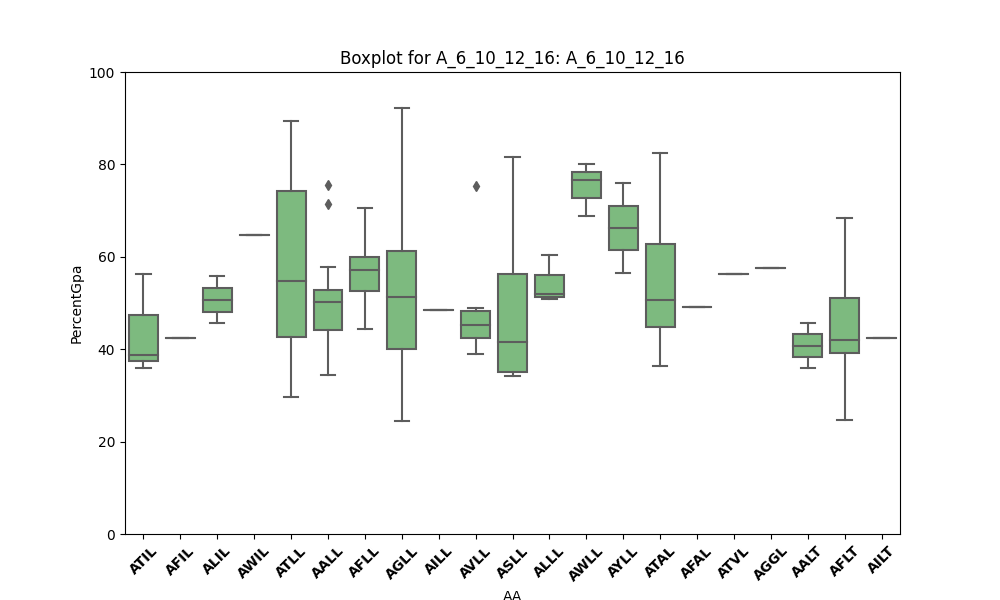 Boxplot for A_6_10_12_16: A_6_10_12_16
PercentGpa
100
80
60
40
20
0
ATIL AFIL ALIL AWIL ATLL AALL AFLL AGLL AILL AVLL ASLL ALLL AWLL AYLL ATAL AFAL ATVL AGGL AALT AFLT AILT
AA